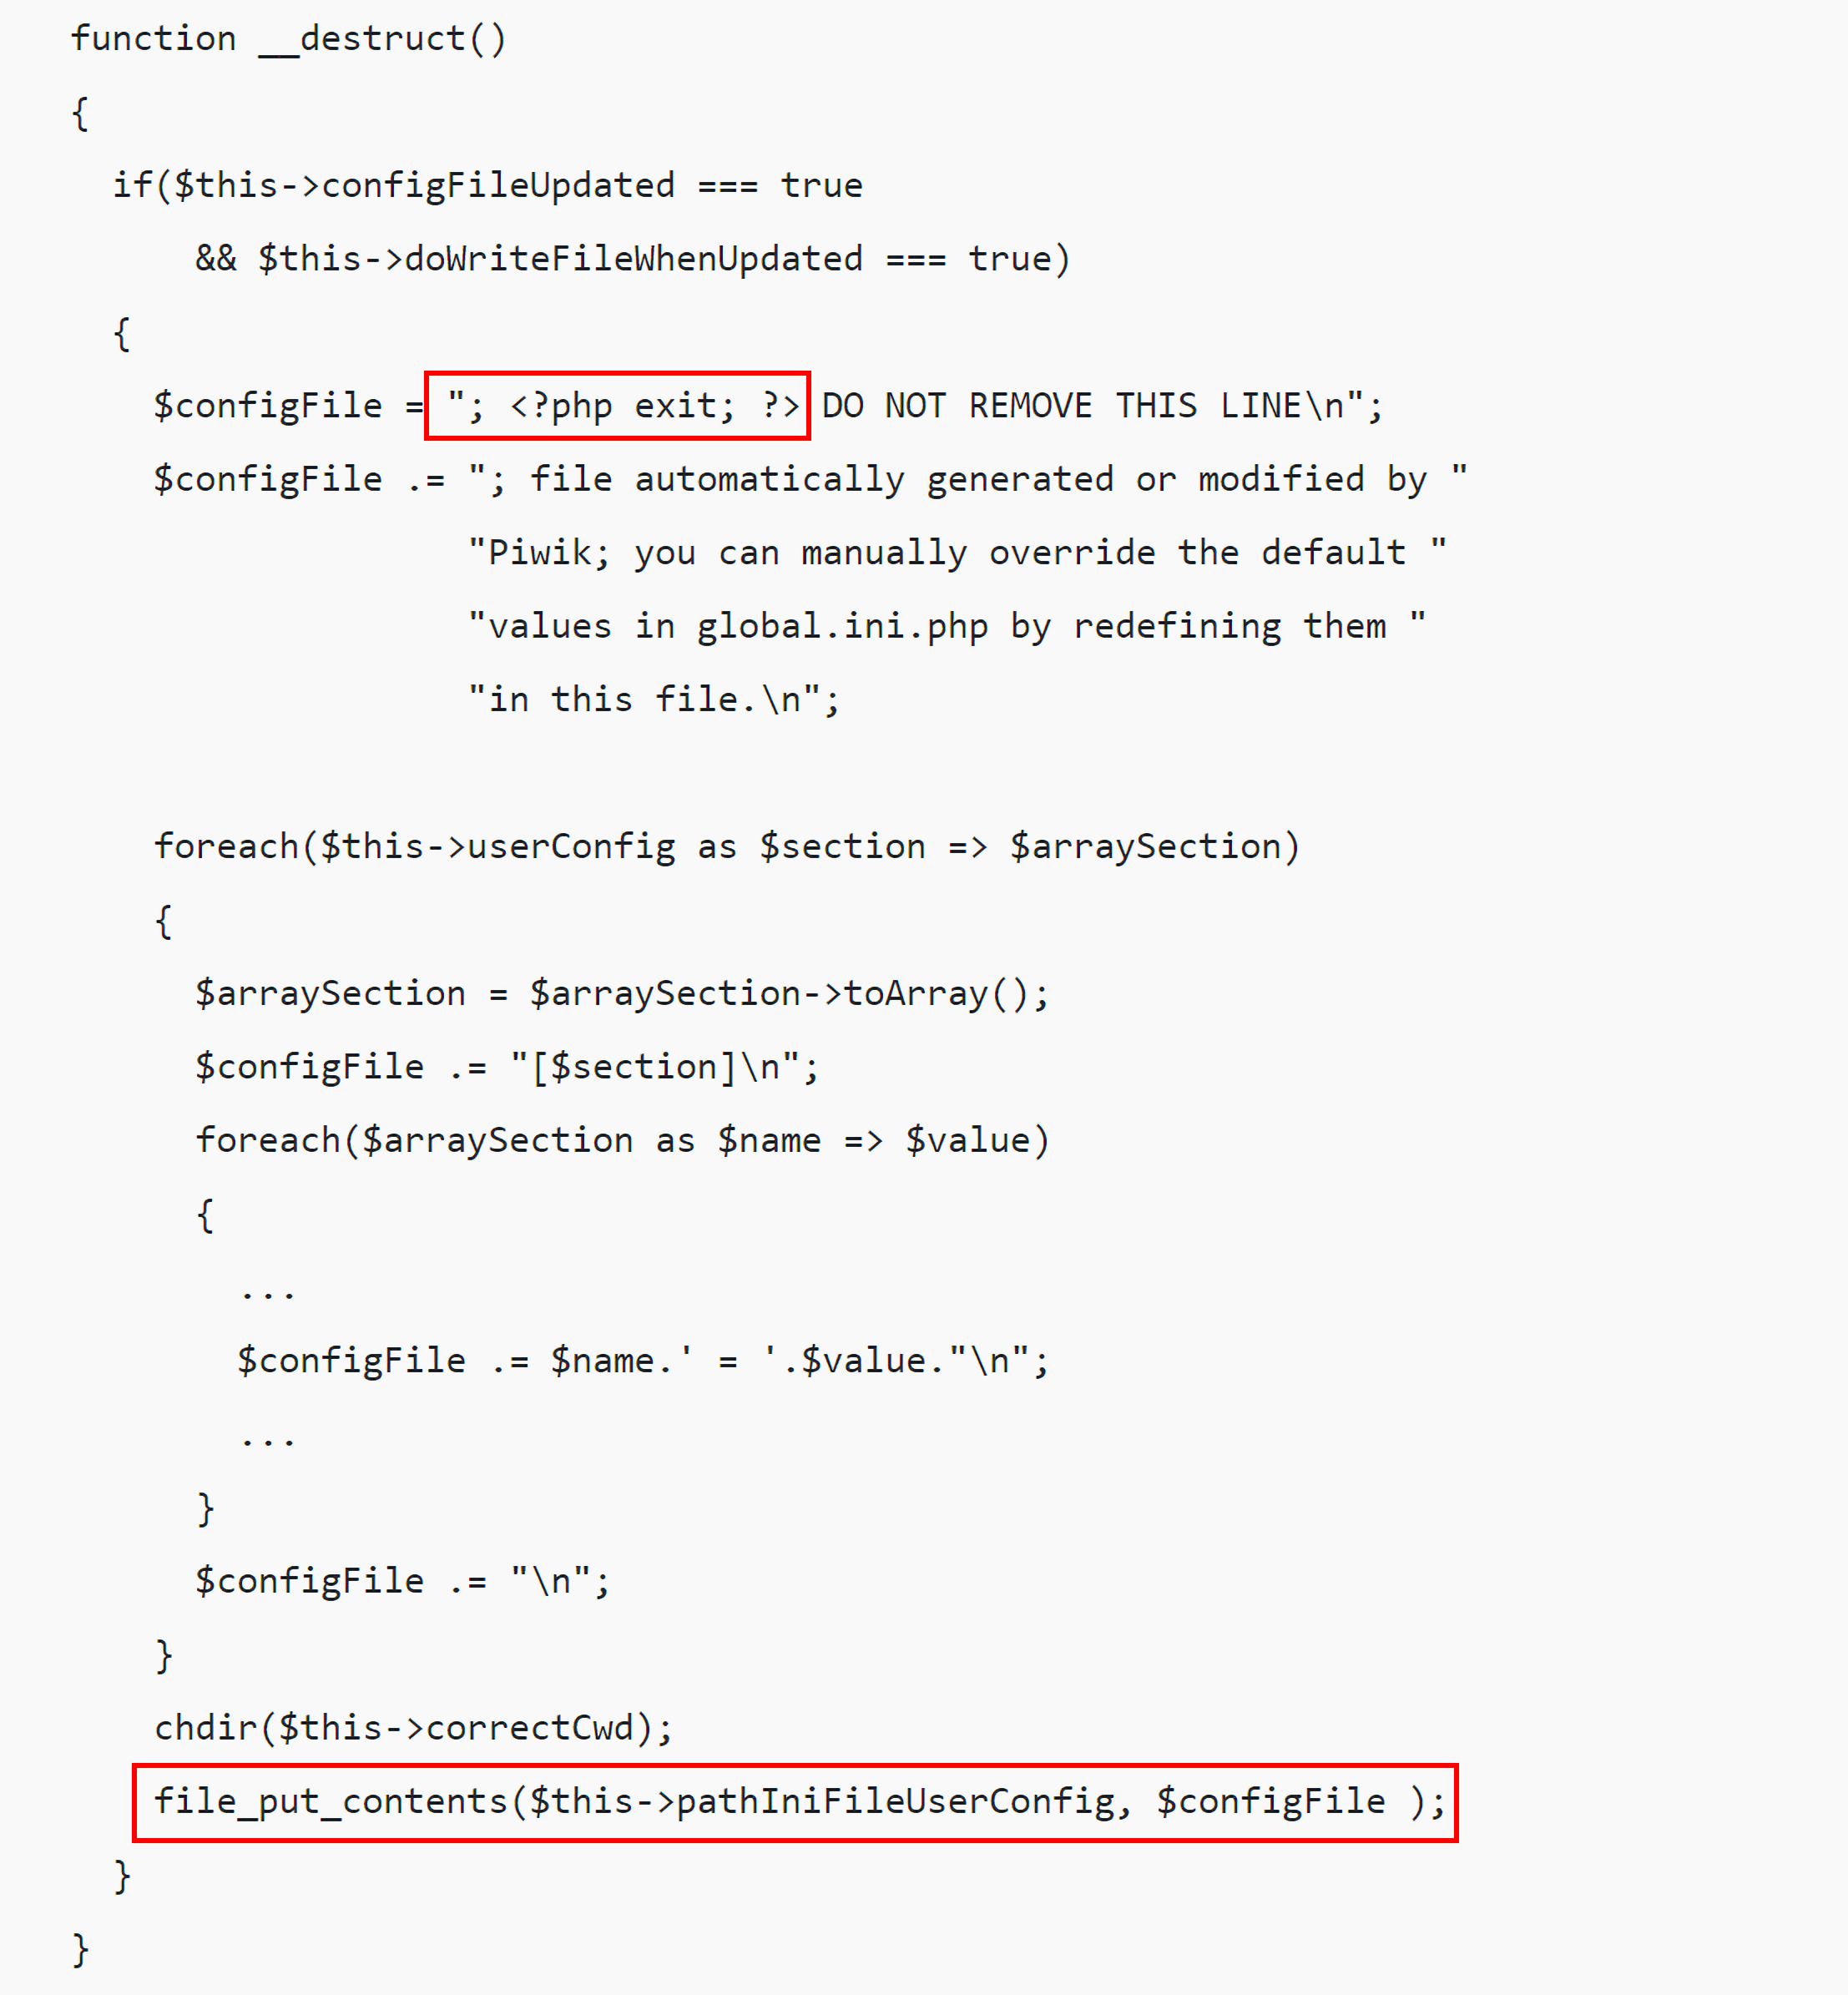 function __destruct()
{
if($this->configFileUpdated === true
&& $this->doWriteFileWhenUpdated === true)
{
$configFile = "; <?php exit; ?> DO NOT REMOVE THIS LINE\n";
$configFile .= "; file automatically generated or modified by "
"Piwik; you can manually override the default "
"values in global.ini.php by redefining them "
"in this file.\n";
foreach($this->userConfig as $section => $arraySection)
{
$arraySection = $arraySection->toArray();
$configFile .= "[$section]\n";
foreach($arraySection as $name => $value)
{
...
$configFile .= $name.' = '.$value."\n";
...
}
$configFile .= "\n";
}
chdir($this->correctCwd);
file_put_contents($this->pathIniFileUserConfig, $configFile );
}
}